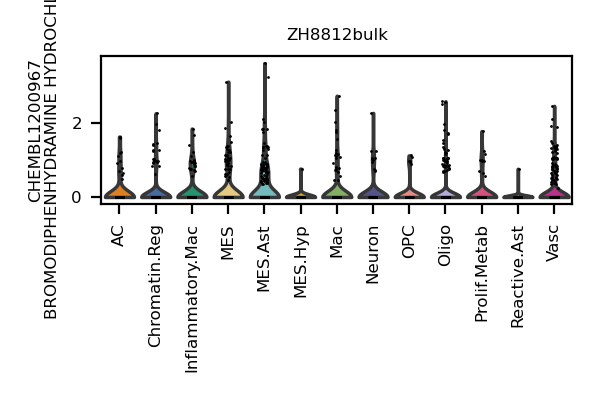 ZH8812bulk
CHEMBL1200967
BROMODIPHENHYDRAMINE
2
0
AC
Chromatin.Reg
Inflammatory.Mac
MES
MES.Ast
MES.Hyp
Mac
Neuron
OPC
Oligo
Prolif.Metab
Reactive.Ast
Vasc